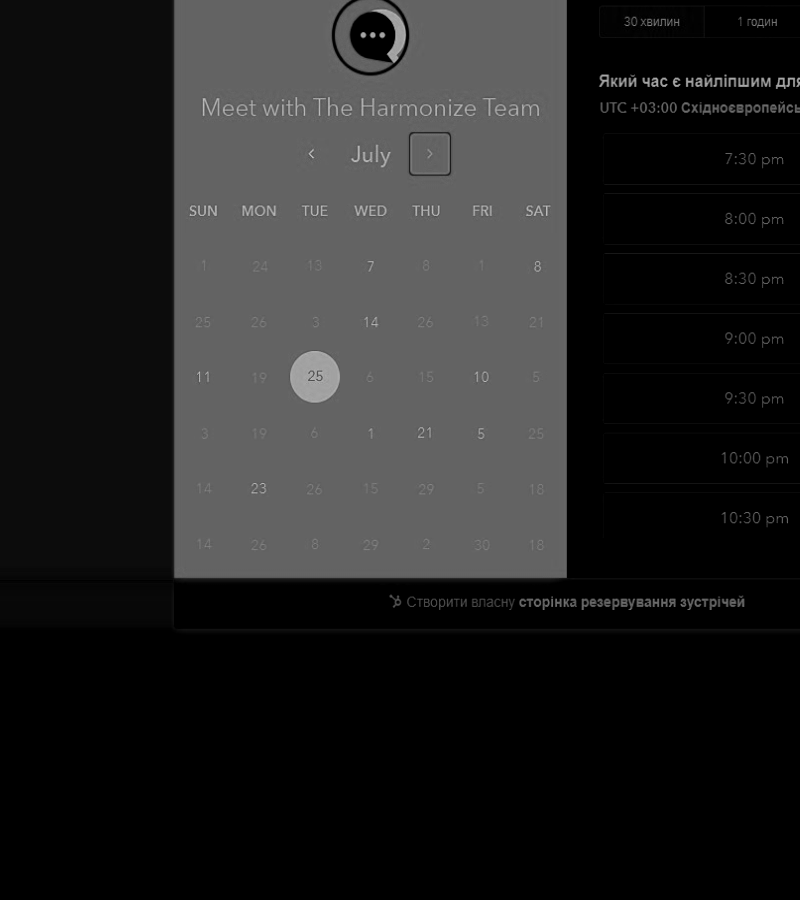 Meet with The Harmonize Team
July
SUN MON TUE WED THU FRI SAT
1 24 13 7 8 1 8
25 26 3 14 26 13 21
11 19 25 6 15 10 5
3 19 6 1 21 5 25
14 23 26 15 29 5 18
14 26 8 29 2 30 18
30 хвилин 1 годин
Який час є найліпшим для
UTC +03:00 Східноєвропейсь
7:30 pm
8:00 pm
8:30 pm
9:00 pm
9:30 pm
10:00 pm
10:30 pm
Створити власну сторінка резервування зустрічей